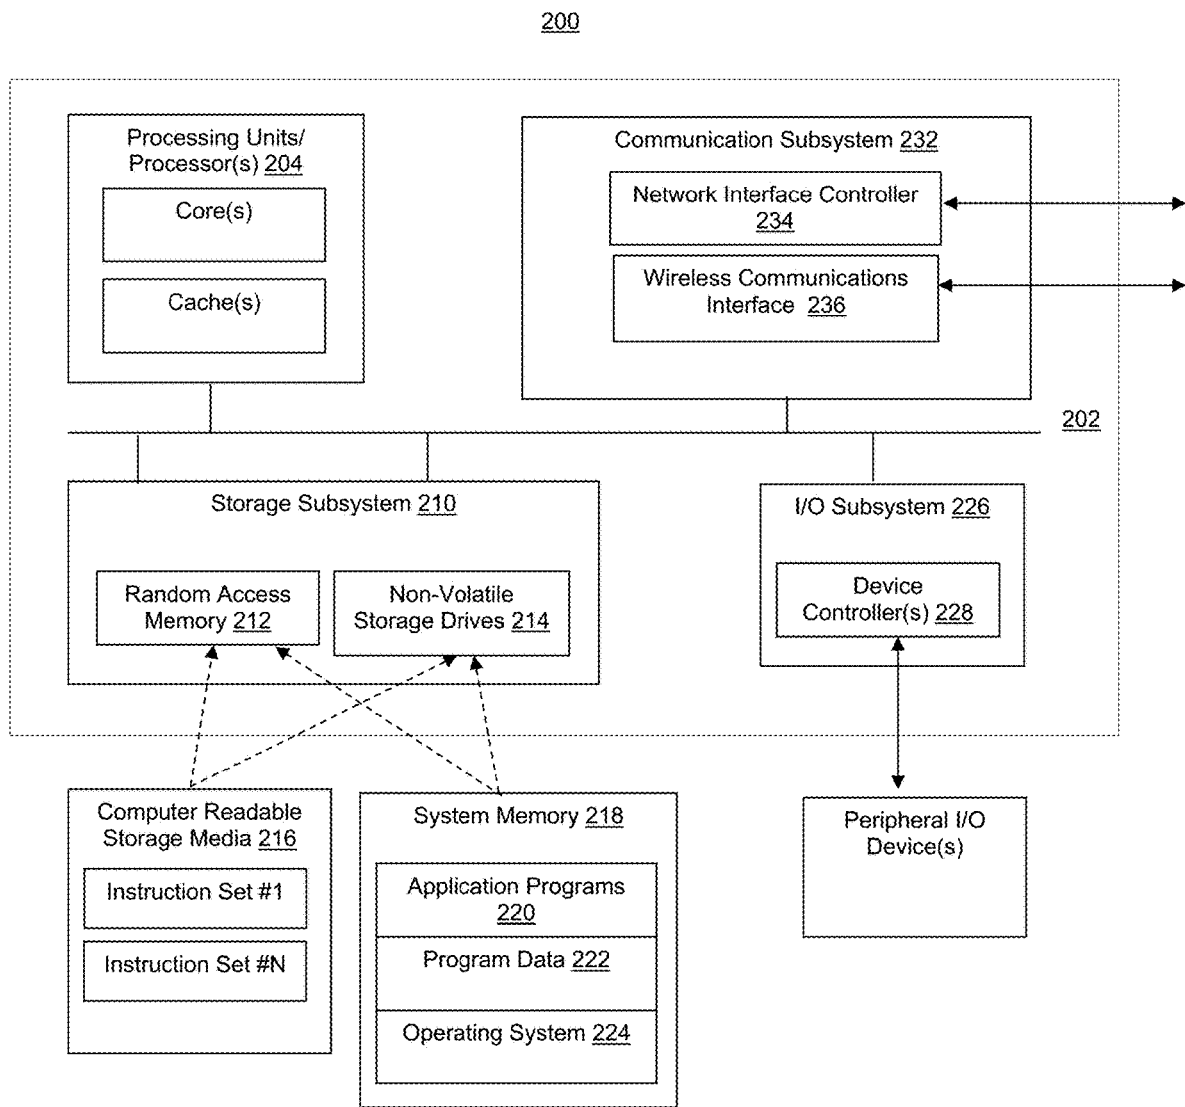 200
Processing Units/
Processor(s) 204
Core(s)
Cache(s)
Communication Subsystem 232
Network Interface Controller
234
Wireless Communications
Interface 236
202
Storage Subsystem 210
Random Access
Memory 212
Non-Volatile
Storage Drives 214
I/O Subsystem 226
Device
Controller(s) 228
Computer Readable
Storage Media 216
Instruction Set #1
Instruction Set #N
System Memory 218
Application Programs
220
Program Data 222
Operating System 224
Peripheral I/O
Device(s)